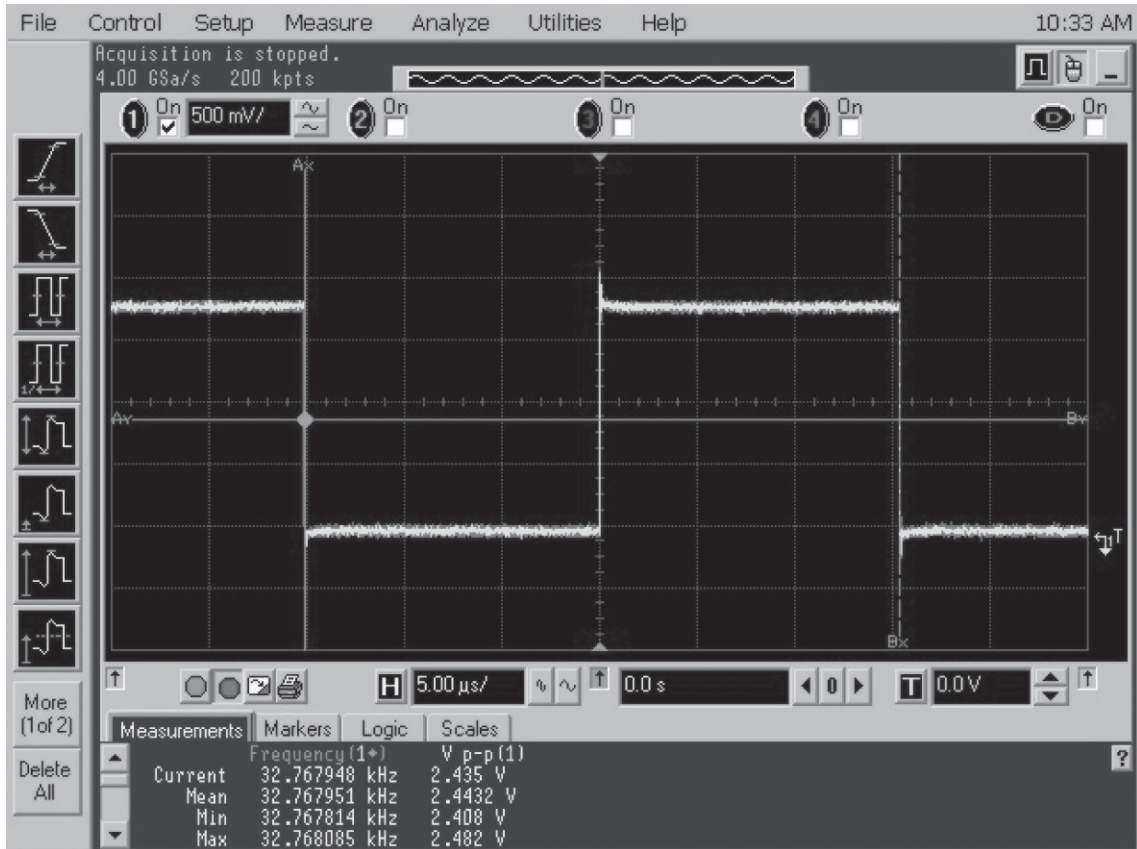 File Control Setup Measure Analyze Utilities Help 10:33 AM
Acquisition is stopped.
4.00 GSa/s 200 kpts
1 On 500 mV/ 2 On 3 On 4 On D On
Ax
Ay By
T
Bx
H 5.00 µs/ 0.0 s 0 T 0.0 V
More
(1of 2)
Delete
All
Measurements Markers Logic Scales
Frequency(1) V p-p(1)
Current 32.767948 kHz 2.435 V
Mean 32.767951 kHz 2.4432 V
Min 32.767814 kHz 2.408 V
Max 32.768085 kHz 2.482 V
?